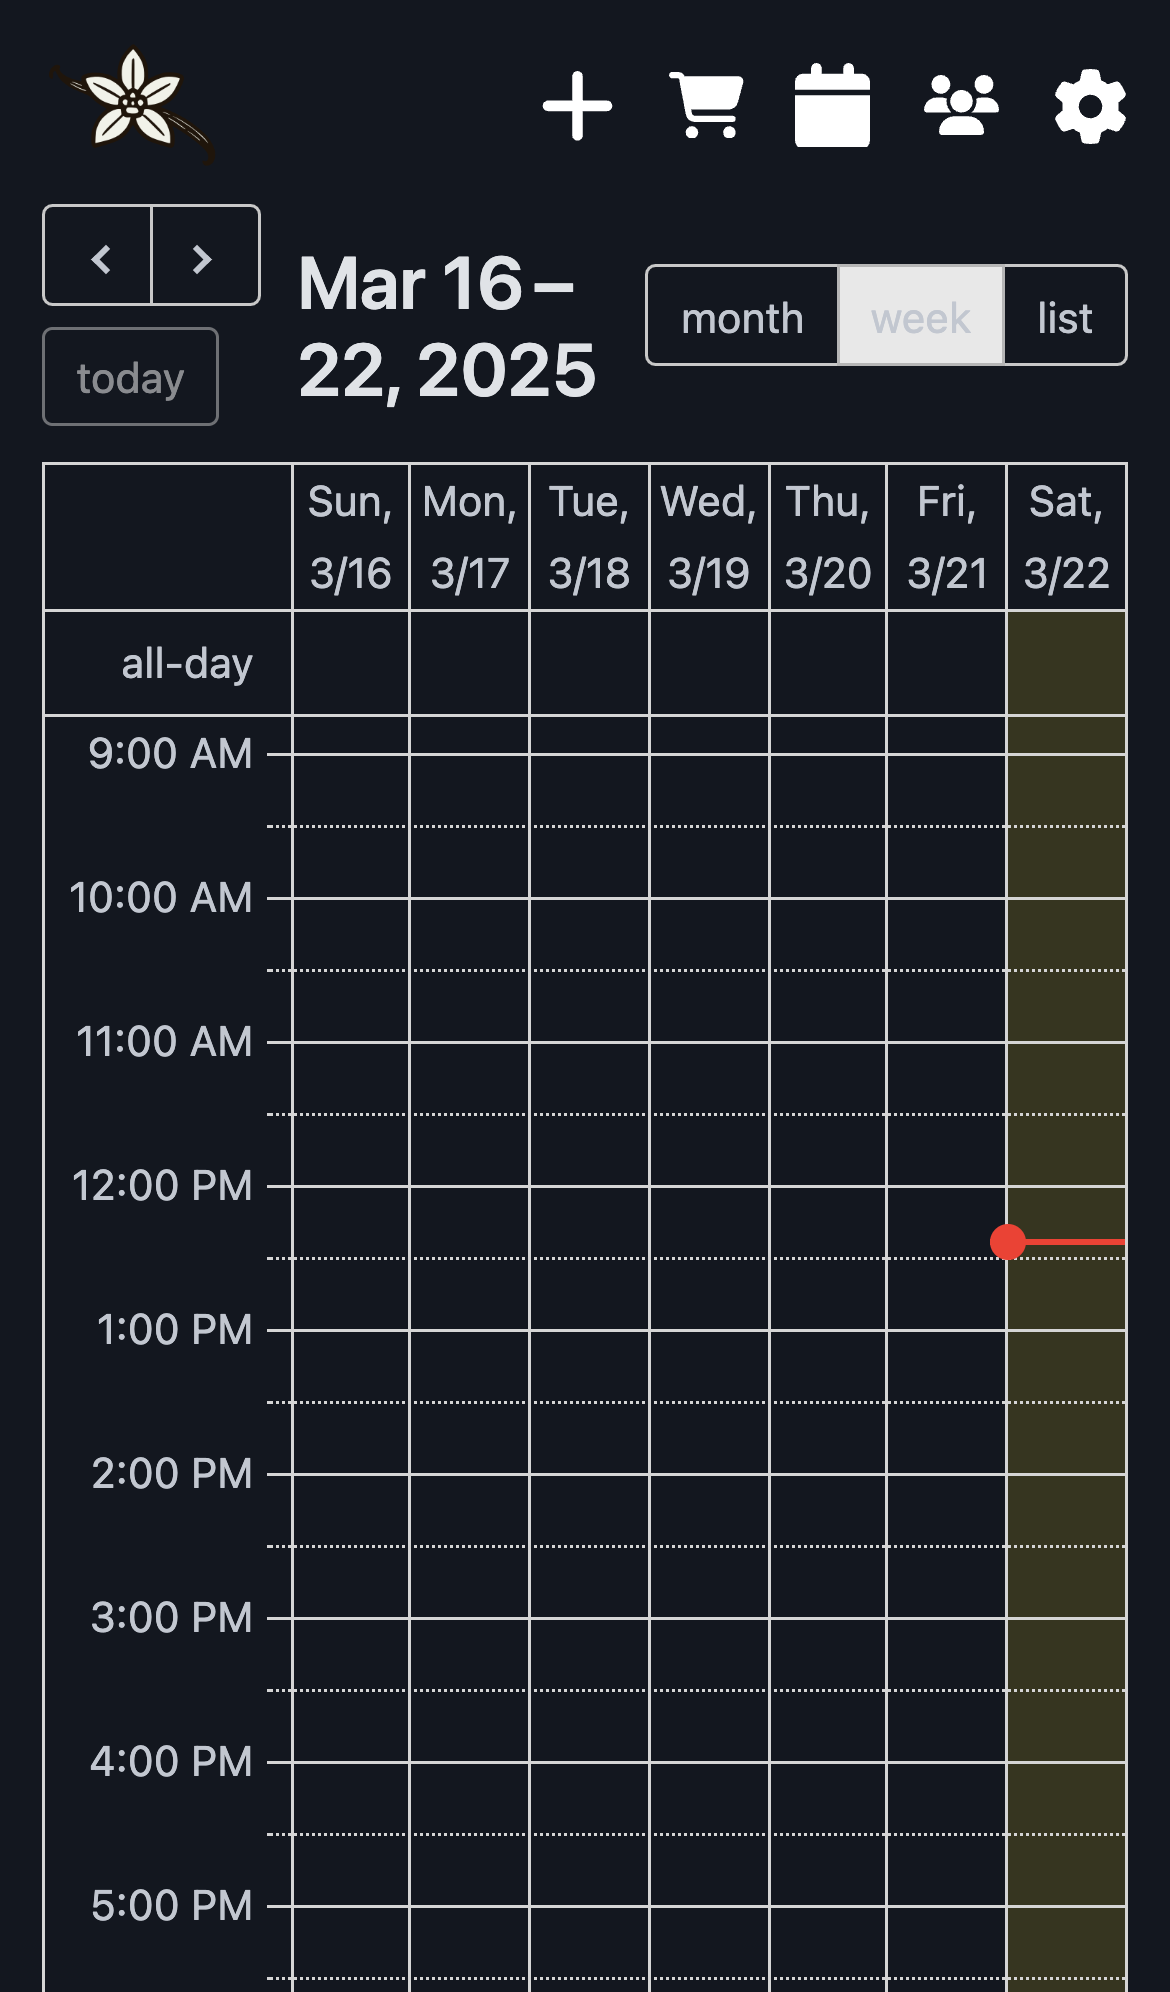 Mar 16 –
22, 2025
today
month week list
Sun, Mon, Tue, Wed, Thu, Fri, Sat,
3/16 3/17 3/18 3/19 3/20 3/21 3/22
all-day
9:00 AM
10:00 AM
11:00 AM
12:00 PM
1:00 PM
2:00 PM
3:00 PM
4:00 PM
5:00 PM